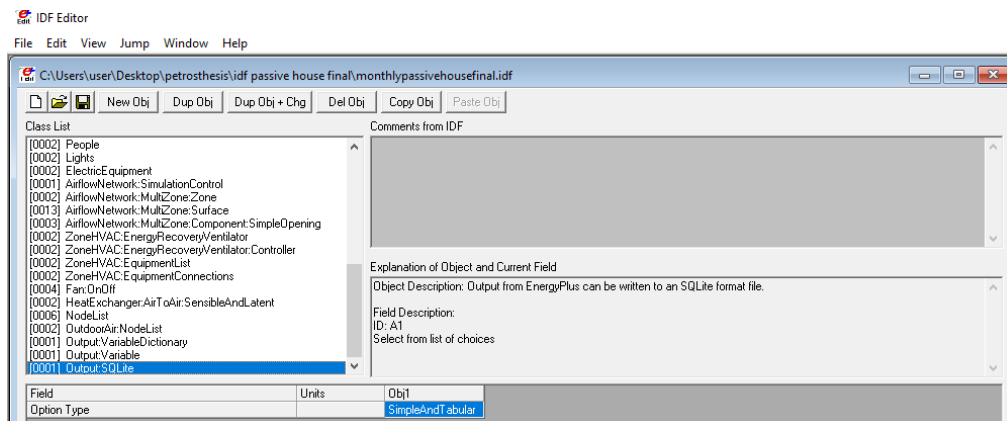 IDF Editor
File Edit View Jump Window Help
C:\Users\user\Desktop\petrosthesis\idf passive house final\monthlypassivehousefinal.idf
New Obj Dup Obj Dup Obj + Chg Del Obj Copy Obj Paste Obj
Class List
[0002] People
[0002] Lights
[0002] ElectricEquipment
[0001] AirflowNetwork:SimulationControl
[0002] AirflowNetwork:MultiZone:Zone
[0013] AirflowNetwork:MultiZone:Surface
[0003] AirflowNetwork:MultiZone:Component:SimpleOpening
[0002] ZoneHVAC:EnergyRecoveryVentilator
[0002] ZoneHVAC:EnergyRecoveryVentilator:Controller
[0002] ZoneHVAC:EquipmentList
[0002] ZoneHVAC:EquipmentConnections
[0004] Fan:OnOff
[0002] HeatExchanger:AirToAir:SensibleAndLatent
[0006] NodeList
[0002] OutdoorAir:NodeList
[0001] Output:VariableDictionary
[0001] Output:Variable
[0001] Output:SQLite
Comments from IDF
Explanation of Object and Current Field
Object Description: Output from EnergyPlus can be written to an SQLite format file.
Field Description:
ID: A1
Select from list of choices
Field Units Obj1
Option Type SimpleAndTabular